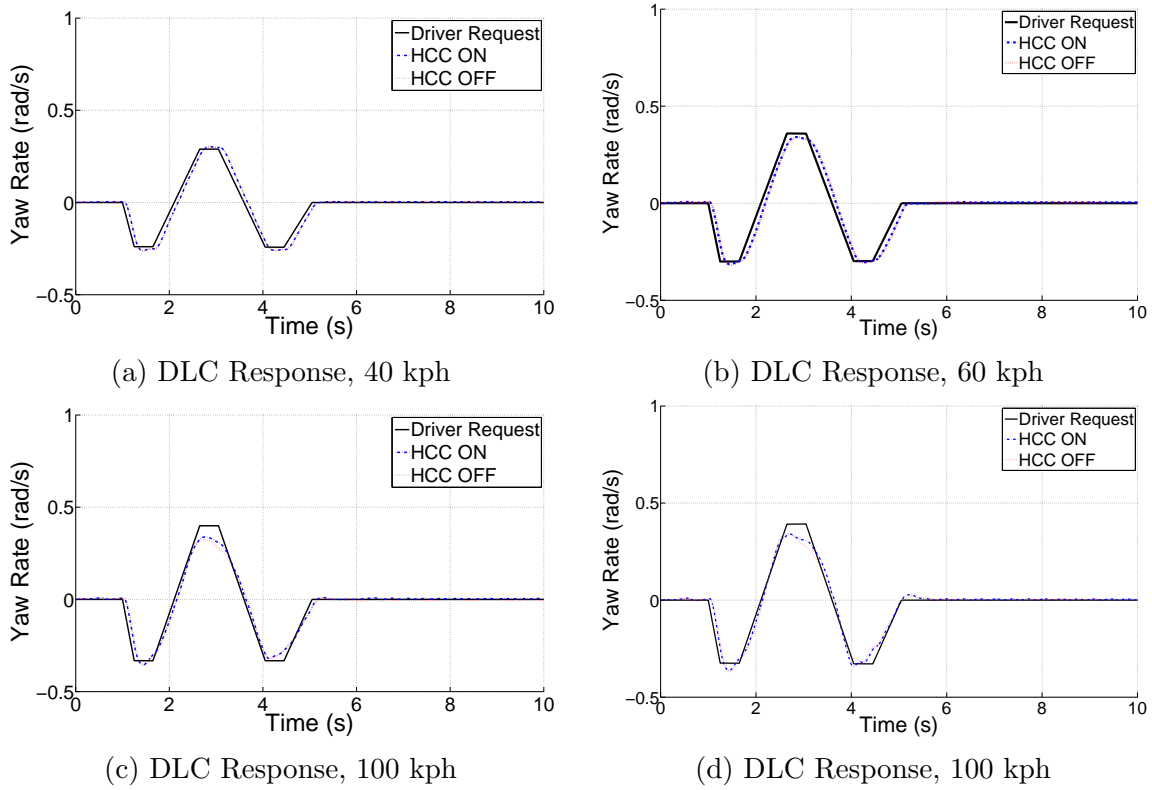 1
0.5
0
−0.5
0 2 4 6 8 10
Time (s)
Yaw Rate (rad/s)
Driver Request
HCC ON
HCC OFF
(a) DLC Response, 40 kph
1
0.5
0
−0.5
0 2 4 6 8 10
Time (s)
Yaw Rate (rad/s)
Driver Request
HCC ON
HCC OFF
(b) DLC Response, 60 kph
1
0.5
0
−0.5
0 2 4 6 8 10
Time (s)
Yaw Rate (rad/s)
Driver Request
HCC ON
HCC OFF
(c) DLC Response, 100 kph
1
0.5
0
−0.5
0 2 4 6 8 10
Time (s)
Yaw Rate (rad/s)
Driver Request
HCC ON
HCC OFF
(d) DLC Response, 100 kph